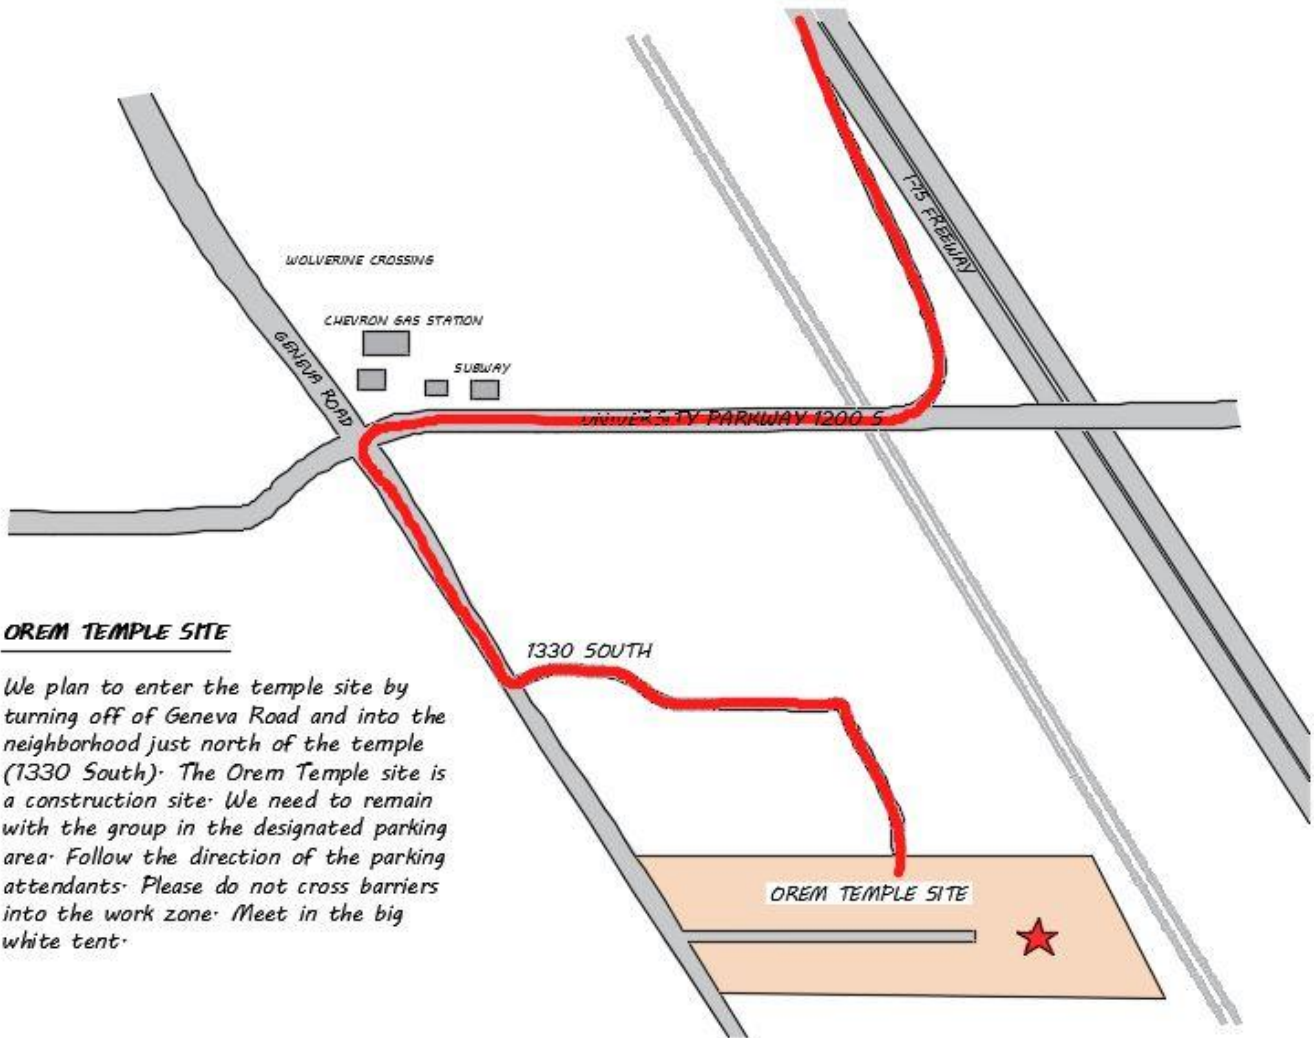 I-15 FREEWAY
WOLVERINE CROSSING
CHEVRON GAS STATION
GENEVA ROAD
SUBWAY
UNIVERSITY PARKWAY 1200 S
OREM TEMPLE SITE
We plan to enter the temple site by
turning off of Geneva Road and into the
neighborhood just north of the temple
(1330 South). The Orem Temple site is
a construction site. We need to remain
with the group in the designated parking
area. Follow the direction of the parking
attendants. Please do not cross barriers
into the work zone. Meet in the big
white tent.
1330 SOUTH
OREM TEMPLE SITE